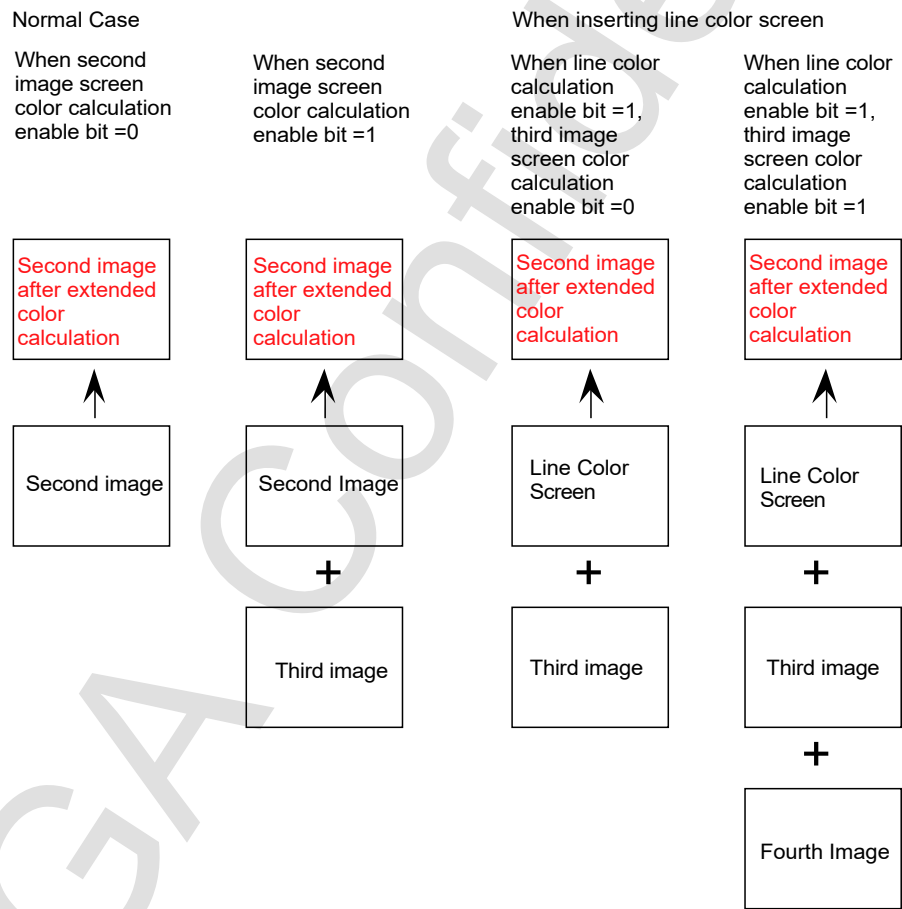 Normal Case
When inserting line color screen
When second
image screen
color calculation
enable bit =0
When second
image screen
color calculation
enable bit =1
When line color
calculation
enable bit =1,
third image
screen color
calculation
enable bit =0
When line color
calculation
enable bit =1,
third image
screen color
calculation
enable bit =1
Second image
after extended
color
calculation
Second image
after extended
color
calculation
Second image
after extended
color
calculation
Second image
after extended
color
calculation
Second image
Second Image
Line Color
Screen
Line Color
Screen
+
+
+
Third image
Third image
Third image
+
Fourth Image
GA Confide